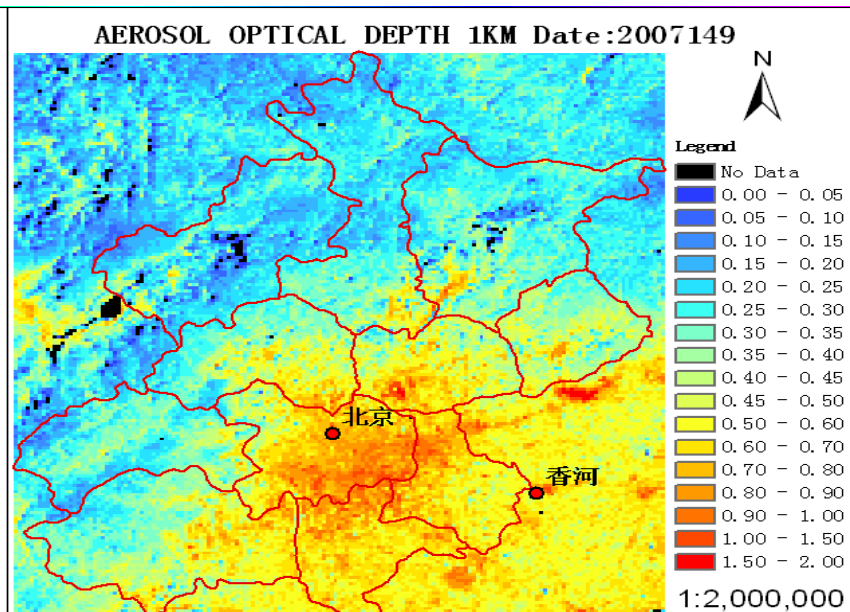 AEROSOL OPTICAL DEPTH 1KM Date:2007149
N
Legend
No Data
0.00 - 0.05
0.05 - 0.10
0.10 - 0.15
0.15 - 0.20
0.20 - 0.25
0.25 - 0.30
0.30 - 0.35
0.35 - 0.40
0.40 - 0.45
0.45 - 0.50
0.50 - 0.60
0.60 - 0.70
0.70 - 0.80
0.80 - 0.90
0.90 - 1.00
1.00 - 1.50
1.50 - 2.00
北京
香河
1:2,000,000